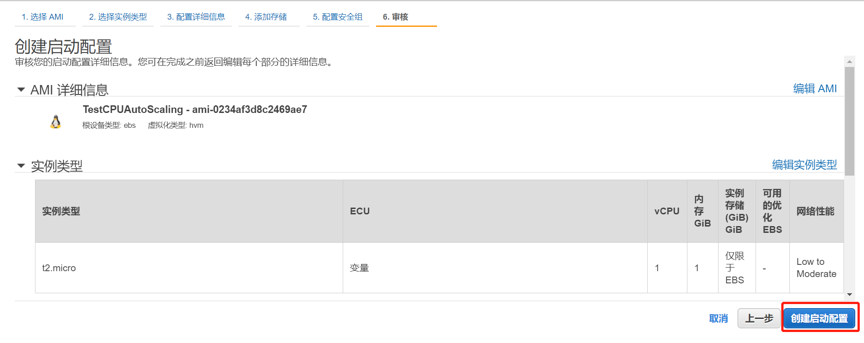 1. 选择 AMI 2. 选择实例类型 3. 配置详细信息 4. 添加存储 5. 配置安全组 6. 审核
创建启动配置
审核您的启动配置详细信息。您可在完成之前返回编辑每个部分的详细信息。
AMI 详细信息 编辑 AMI
TestCPUAutoScaling - ami-0234af3d8c2469ae7
根设备类型: ebs 虚拟化类型: hvm
实例类型 编辑实例类型
实例类型 ECU vCPU 内存 GiB 实例存储 (GiB) GiB 可用的优化 EBS 网络性能
t2.micro 变量 1 1 仅限于 EBS - Low to Moderate
取消 上一步 创建启动配置